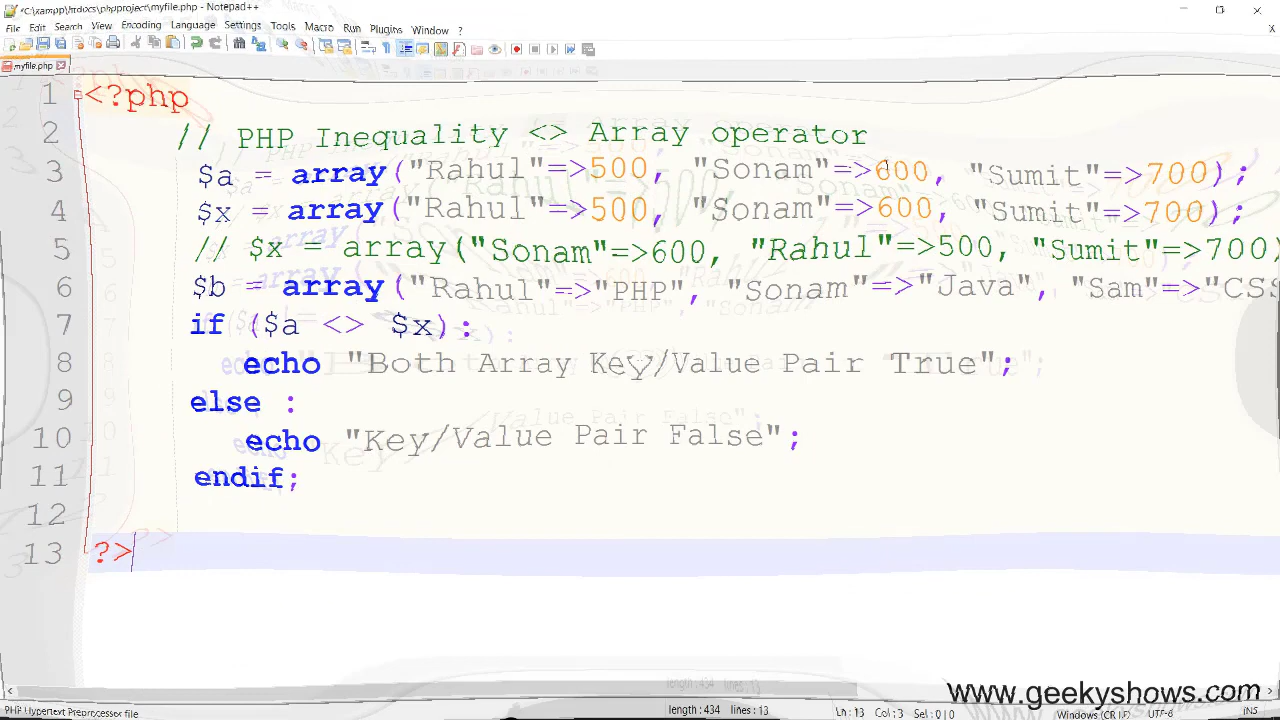 *C:\xampp\htdocs\phpproject\myfile.php - Notepad++
File Edit Search View Encoding Language Settings Tools Macro Run Plugins Window ?
myfile.php
1 <?php
2 // PHP Inequality <> Array operator
3 $a = array("Rahul"=>500, "Sonam"=>600, "Sumit"=>700);
4 $x = array("Rahul"=>500, "Sonam"=>600, "Sumit"=>700);
5 // $x = array("Sonam"=>600, "Rahul"=>500, "Sumit"=>700)
6 $b = array("Rahul"=>"PHP", "Sonam"=>"Java", "Sam"=>"CSS
7 if ($a <> $x):
8 echo "Both Array Key/Value Pair True";
9 else :
10 echo "Key/Value Pair False";
11 endif;
12
13 ?>
www.geekyshows.com
PHP Hypertext Preprocessor file length : 434 lines : 13 Ln : 13 Col : 3 Sel : 0 | 0 Windows (CR LF) UTF-8 INS